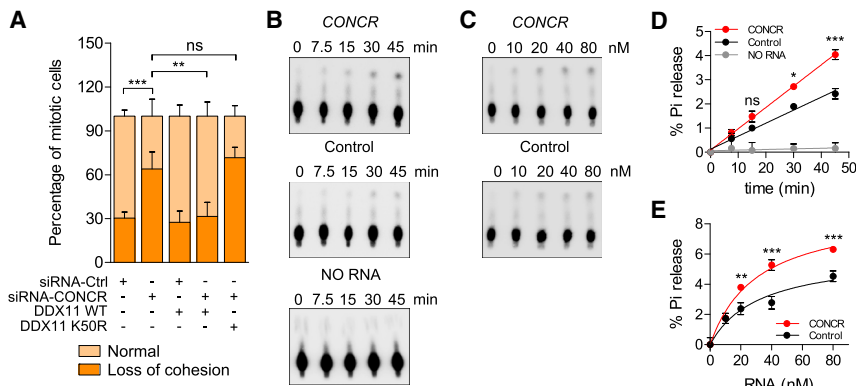 A
Percentage of mitotic cells
150
120
90
60
30
0
ns
**
***
siRNA-Ctrl + - + - -
siRNA-CONCR - + - + +
DDX11 WT - - + + -
DDX11 K50R - - - - +
Normal
Loss of cohesion
B
CONCR
0 7.5 15 30 45 min
Control
0 7.5 15 30 45 min
NO RNA
0 7.5 15 30 45 min
C
CONCR
0 10 20 40 80 nM
Control
0 10 20 40 80 nM
D
% Pi release
5
4
3
2
1
0
CONCR
Control
NO RNA
ns
*
***
0 10 20 30 40 50
time (min)
E
% Pi release
8
6
4
2
0
**
***
***
CONCR
Control
0 20 40 60 80
RNA (nM)